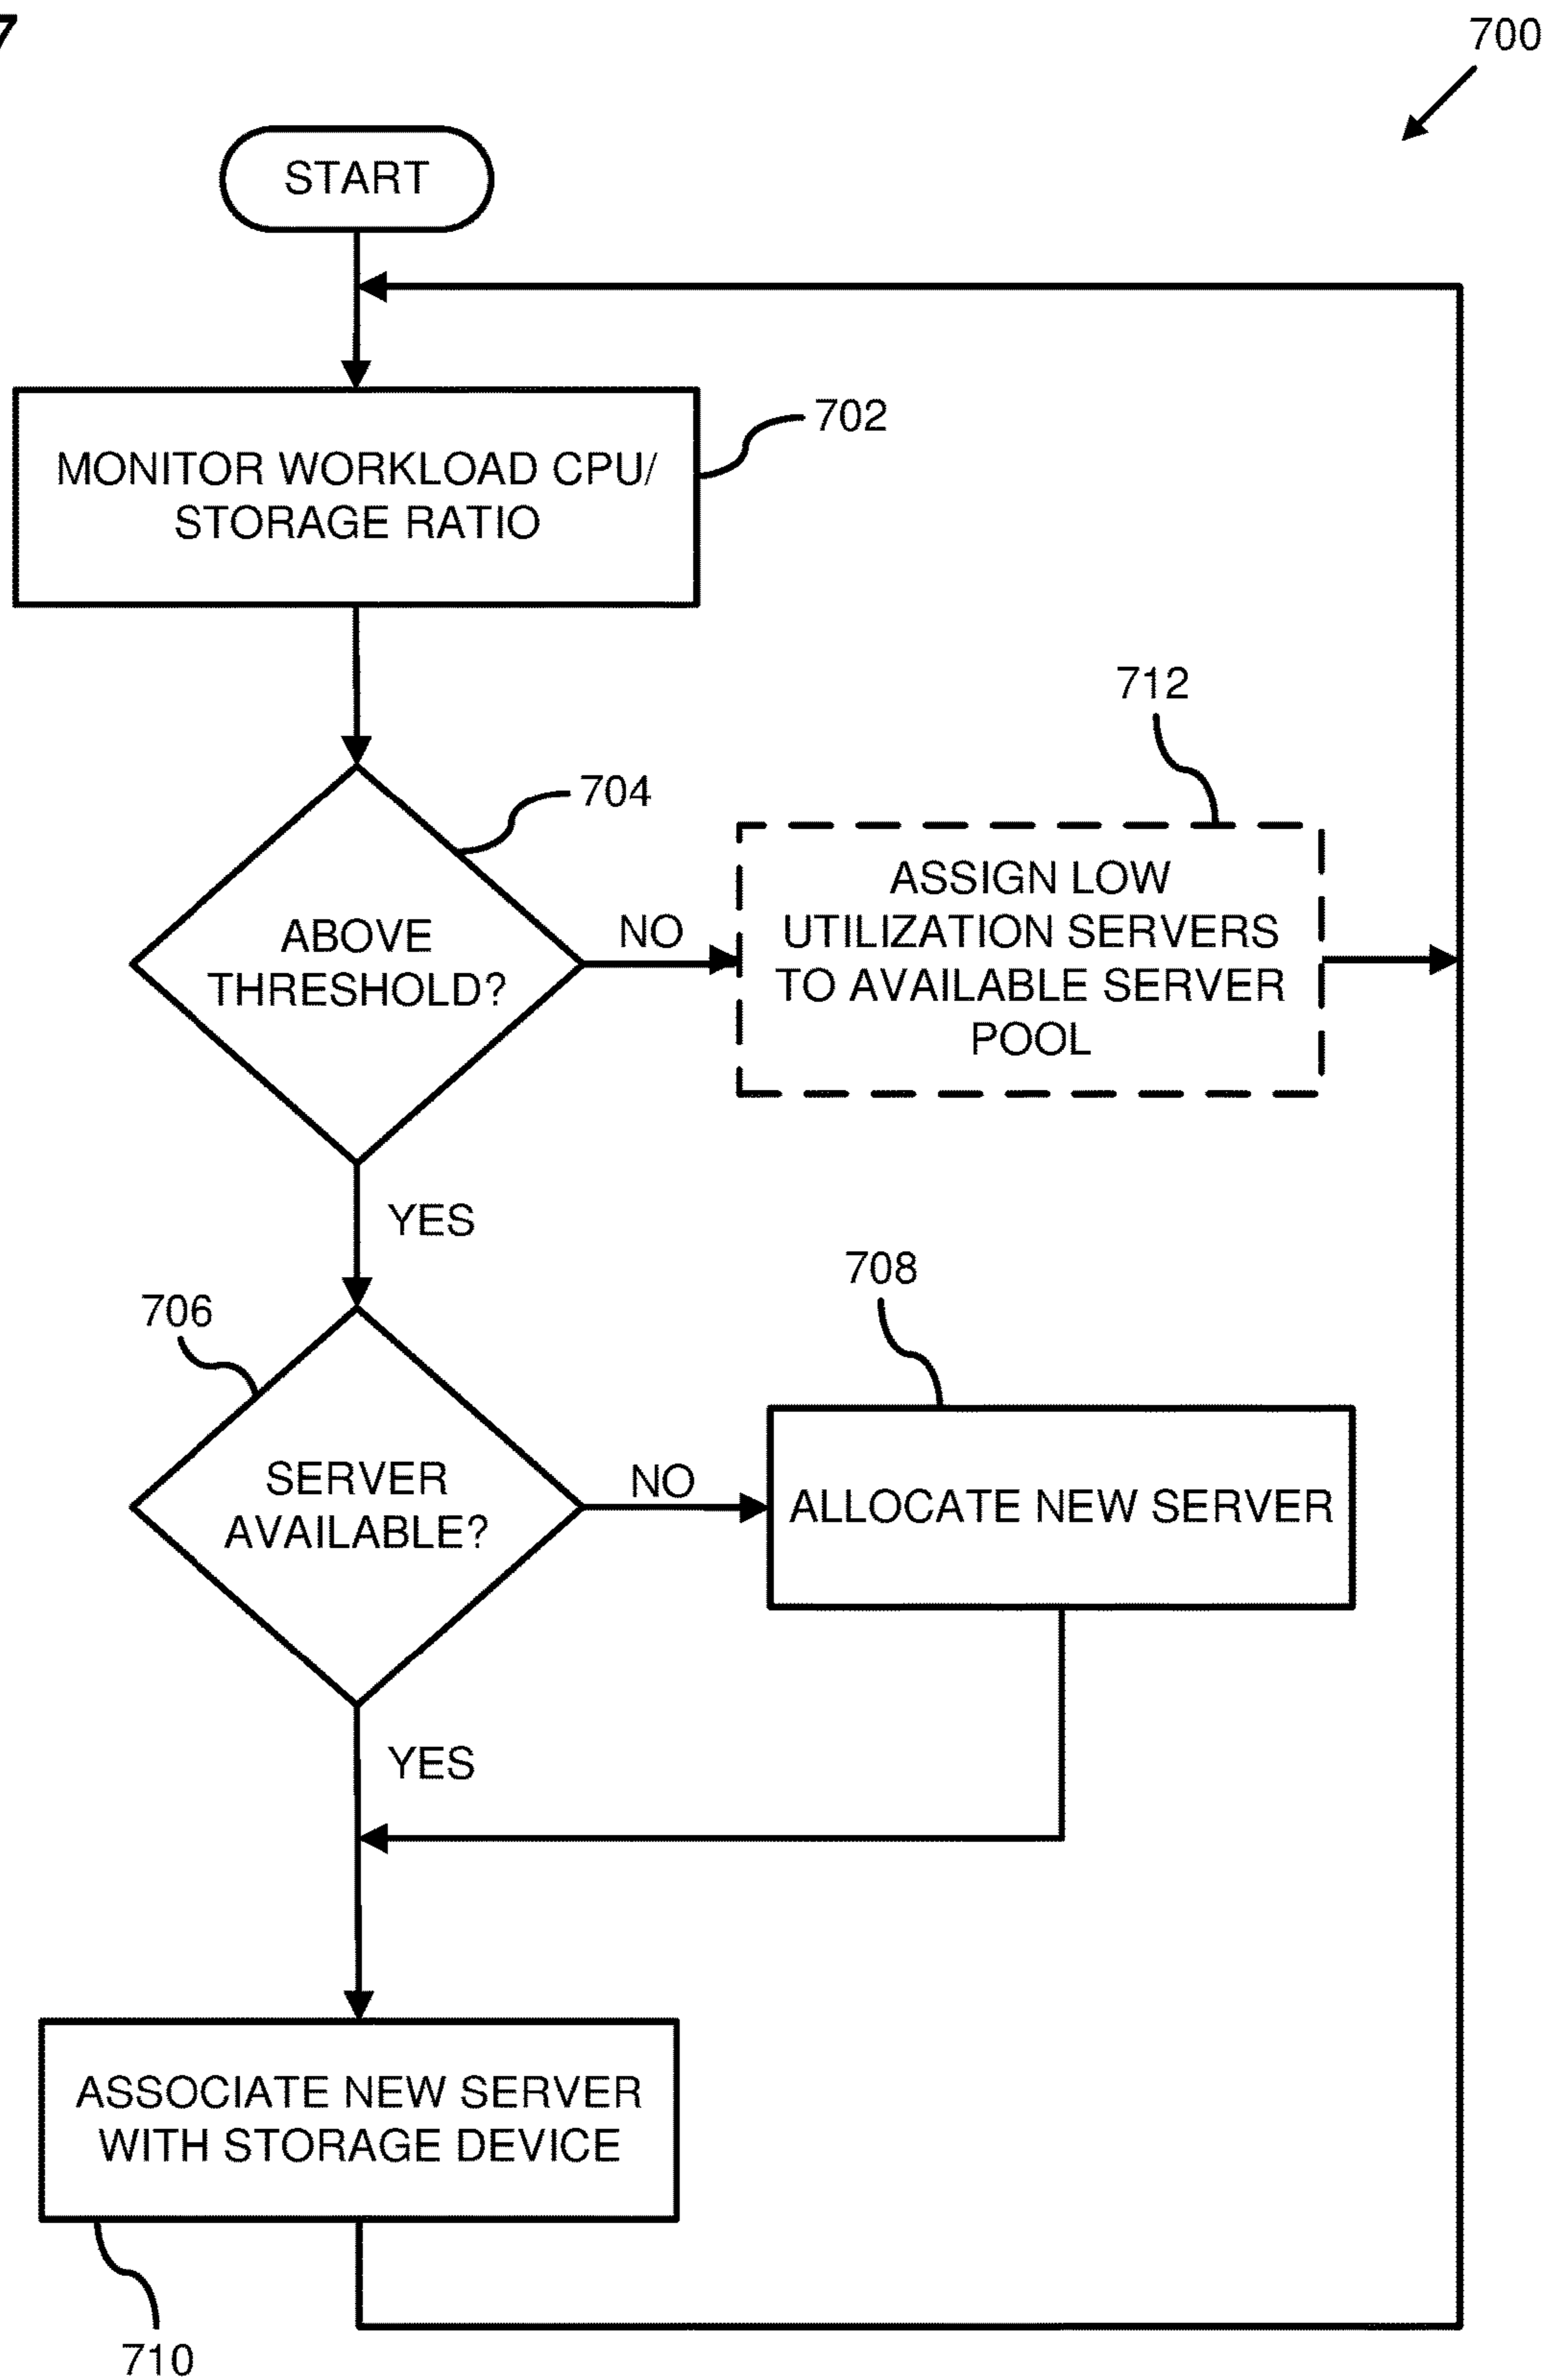 7
700
START
702
MONITOR WORKLOAD CPU/
STORAGE RATIO
712
704
ASSIGN LOW
UTILIZATION SERVERS
TO AVAILABLE SERVER
POOL
NO
ABOVE
THRESHOLD?
YES
708
706
SERVER
AVAILABLE?
NO
ALLOCATE NEW SERVER
YES
ASSOCIATE NEW SERVER
WITH STORAGE DEVICE
710